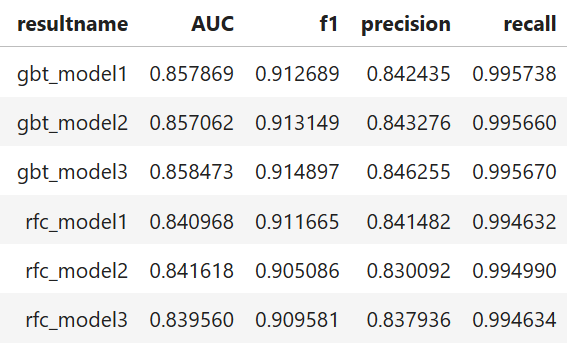 resultname AUC f1 precision recall
gbt_model1 0.857869 0.912689 0.842435 0.995738
gbt_model2 0.857062 0.913149 0.843276 0.995660
gbt_model3 0.858473 0.914897 0.846255 0.995670
rfc_model1 0.840968 0.911665 0.841482 0.994632
rfc_model2 0.841618 0.905086 0.830092 0.994990
rfc_model3 0.839560 0.909581 0.837936 0.994634